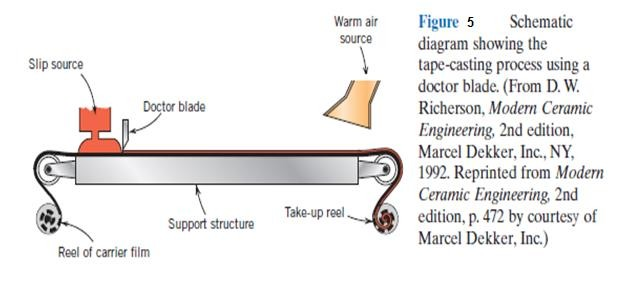 Warm air
source
Slip source
Doctor blade
Support structure
Take-up reel
Reel of carrier film
Figure 5 Schematic
diagram showing the
tape-casting process using a
doctor blade. (From D. W.
Richerson, Modern Ceramic
Engineering, 2nd edition,
Marcel Dekker, Inc., NY,
1992. Reprinted from Modern
Ceramic Engineering, 2nd
edition, p. 472 by courtesy of
Marcel Dekker, Inc.)